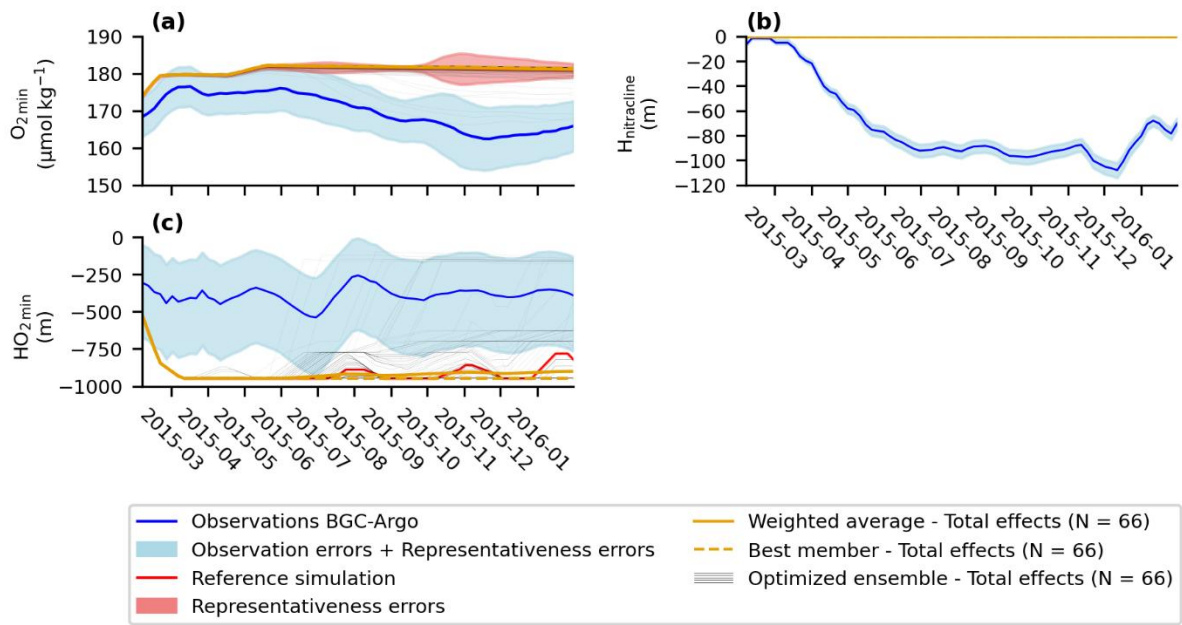 (a)
190
180
170
160
150
O2min
(μmol kg−1)
(b)
0
−20
−40
−60
−80
−100
−120
Hnitracline
(m)
2015-03
2015-04
2015-05
2015-06
2015-07
2015-08
2015-09
2015-10
2015-11
2015-12
2016-01
(c)
0
−250
−500
−750
−1000
HO2min
(m)
2015-03
2015-04
2015-05
2015-06
2015-07
2015-08
2015-09
2015-10
2015-11
2015-12
2016-01
Observations BGC-Argo
Observation errors + Representativeness errors
Reference simulation
Representativeness errors
Weighted average - Total effects (N = 66)
Best member - Total effects (N = 66)
Optimized ensemble - Total effects (N = 66)